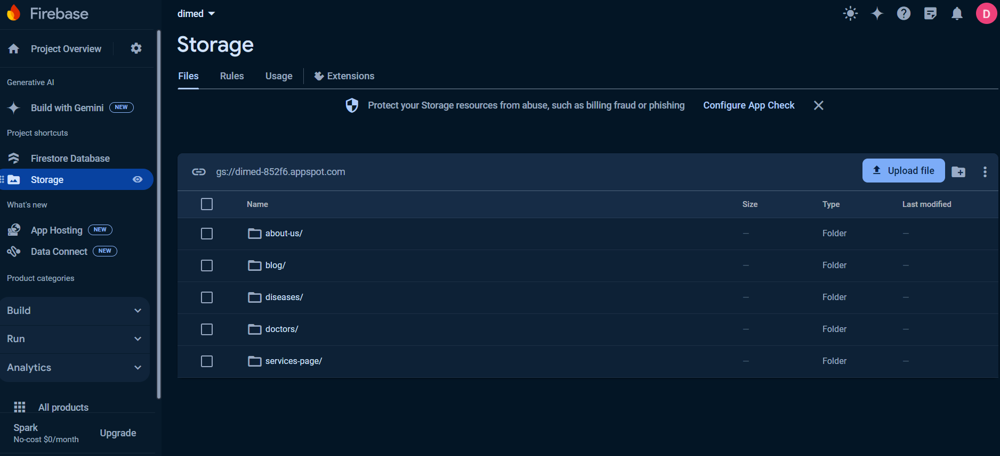 Firebase
Project Overview
Generative AI
Build with Gemini NEW
Project shortcuts
Firestore Database
Storage
What's new
App Hosting NEW
Data Connect NEW
Product categories
Build
Run
Analytics
All products
Spark
No-cost $0/month
Upgrade
dimed
D
Storage
Files Rules Usage Extensions
Protect your Storage resources from abuse, such as billing fraud or phishing Configure App Check
gs://dimed-852f6.appspot.com Upload file
Name Size Type Last modified
about-us/ — Folder —
blog/ — Folder —
diseases/ — Folder —
doctors/ — Folder —
services-page/ — Folder —